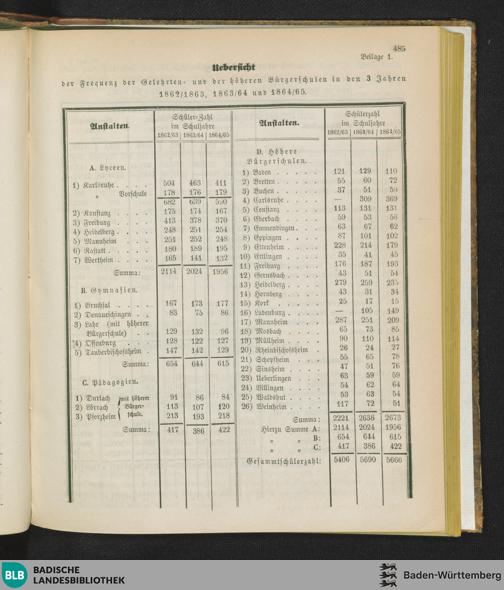 485
Beilage 1.
Uebersicht
der Frequenz der Gelehrten- und der höheren Bürgerschulen in den 3 Jahren
1862/1863, 1863/64 und 1864/65.
Anstalten.
Schüler-Zahl
im Schuljahre
1862/63 1863/64 1864/65
A. Lyceen.
1) Karlsruhe . . . . 504 463 411
" Vorschule 178 176 179
682 639 590
2) Konstanz . . . . 175 174 167
3) Freiburg . . . . 413 378 370
4) Heidelberg . . . . 248 251 254
5) Mannheim . . . . 251 252 248
6) Rastatt . . . . 180 189 195
7) Wertheim . . . . 165 141 132
Summa: 2114 2024 1956
B. Gymnasien.
1) Bruchsal . . . . 167 173 177
2) Donaueschingen . . 83 75 86
3) Lahr (mit höherer
Bürgerschule) . . . 129 132 96
4) Offenburg . . . . 128 122 127
5) Tauberbischofsheim 147 142 129
Summa: 654 644 615
C. Pädagogien.
1) Durlach mit höheren 91 86 84
2) Lörrach Bürger- 113 107 120
3) Pforzheim schule. 213 193 218
Summa: 417 386 422
Anstalten.
Schülerzahl
im Schuljahre
1862/63 1863/64 1864/65
D. Höhere
Bürgerschulen.
1) Baden . . . . . 121 129 110
2) Bretten . . . . . 55 60 72
3) Buchen . . . . . 37 51 50
4) Carlsruhe . . . . — 309 369
5) Constanz . . . . 113 131 131
6) Eberbach . . . . 59 53 56
7) Emmendingen . . . 63 67 62
8) Eppingen . . . . 87 101 102
9) Ettenheim . . . . 228 214 179
10) Ettlingen . . . . 35 41 45
11) Freiburg . . . . 176 187 193
12) Gernsbach . . . . 43 51 54
13) Heidelberg . . . . 279 259 235
14) Hornberg . . . . 43 31 34
15) Kork . . . . . 25 17 15
16) Ladenburg . . . . — 105 149
17) Mannheim . . . . 287 251 209
18) Mosbach . . . . 65 73 85
19) Müllheim . . . . 90 110 114
20) Rheinbischofsheim 26 24 27
21) Schopfheim . . . 55 65 78
22) Sinsheim . . . . 47 51 76
23) Ueberlingen . . . 63 59 59
24) Villingen . . . . 54 62 64
25) Waldshut . . . . 53 63 54
26) Weinheim . . . . 117 72 51
Summa: 2221 2636 2673
Hierzu Summa A: 2114 2024 1956
" " B: 654 644 615
" " C: 417 386 422
Gesammtschülerzahl: 5406 5690 5666
BLB BADISCHE
LANDESBIBLIOTHEK
Baden-Württemberg